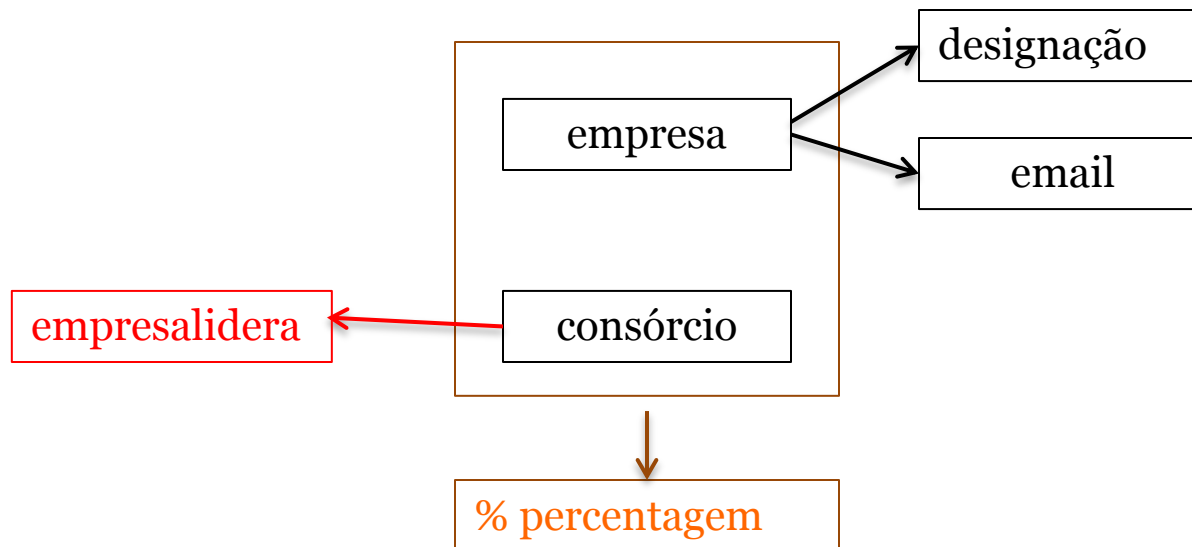 designação
empresa
email
empresalidera
consórcio
% percentagem